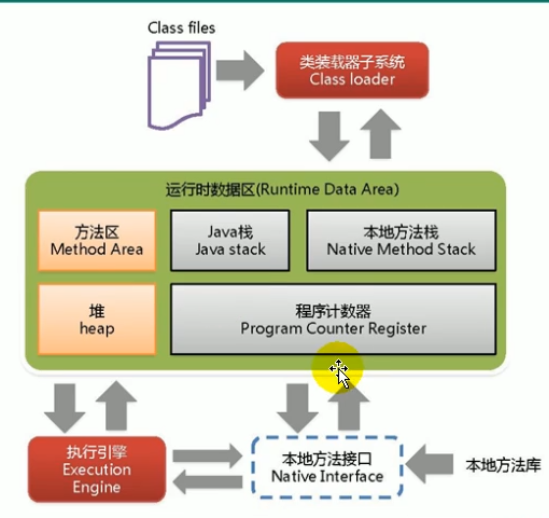 Class files
类装载器子系统
Class loader
运行时数据区(Runtime Data Area)
方法区
Method Area
Java栈
Java stack
本地方法栈
Native Method Stack
堆
heap
程序计数器
Program Counter Register
执行引擎
Execution
Engine
本地方法接口
Native Interface
本地方法库